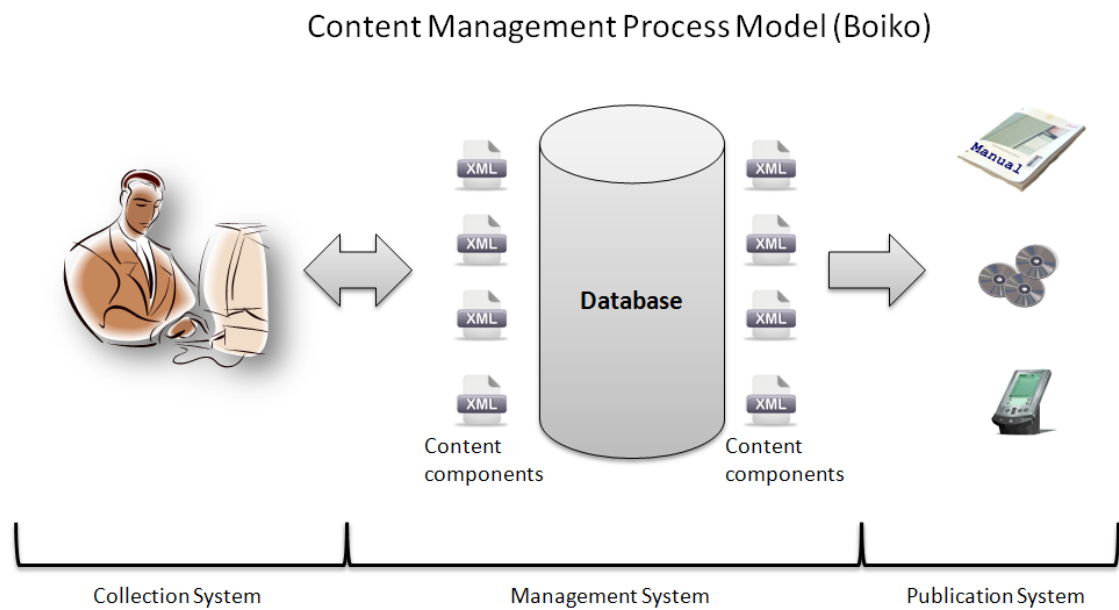 Content Management Process Model (Boiko)
XML
XML
XML
XML
Content
components
Database
XML
XML
XML
XML
Content
components
Manual
Collection System
Management System
Publication System